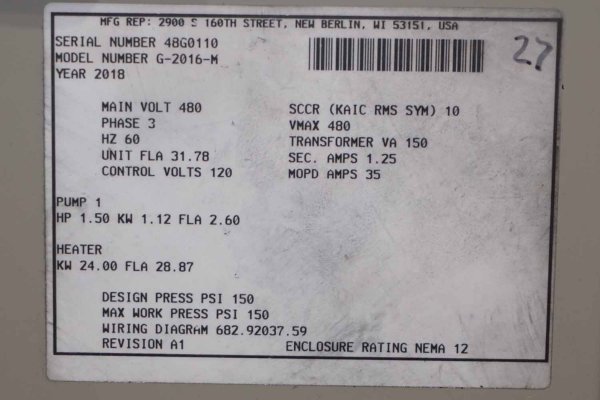 MFG REP: 2900 S 160TH STREET, NEW BERLIN, WI 53151, USA
SERIAL NUMBER 48G0110
MODEL NUMBER G-2016-M
YEAR 2018
27
MAIN VOLT 480
PHASE 3
HZ 60
UNIT FLA 31.78
CONTROL VOLTS 120
SCCR (KAIC RMS SYM) 10
VMAX 480
TRANSFORMER VA 150
SEC. AMPS 1.25
MOPD AMPS 35
PUMP 1
HP 1.50 KW 1.12 FLA 2.60
HEATER
KW 24.00 FLA 28.87
DESIGN PRESS PSI 150
MAX WORK PRESS PSI 150
WIRING DIAGRAM 682.92037.59
REVISION A1
ENCLOSURE RATING NEMA 12